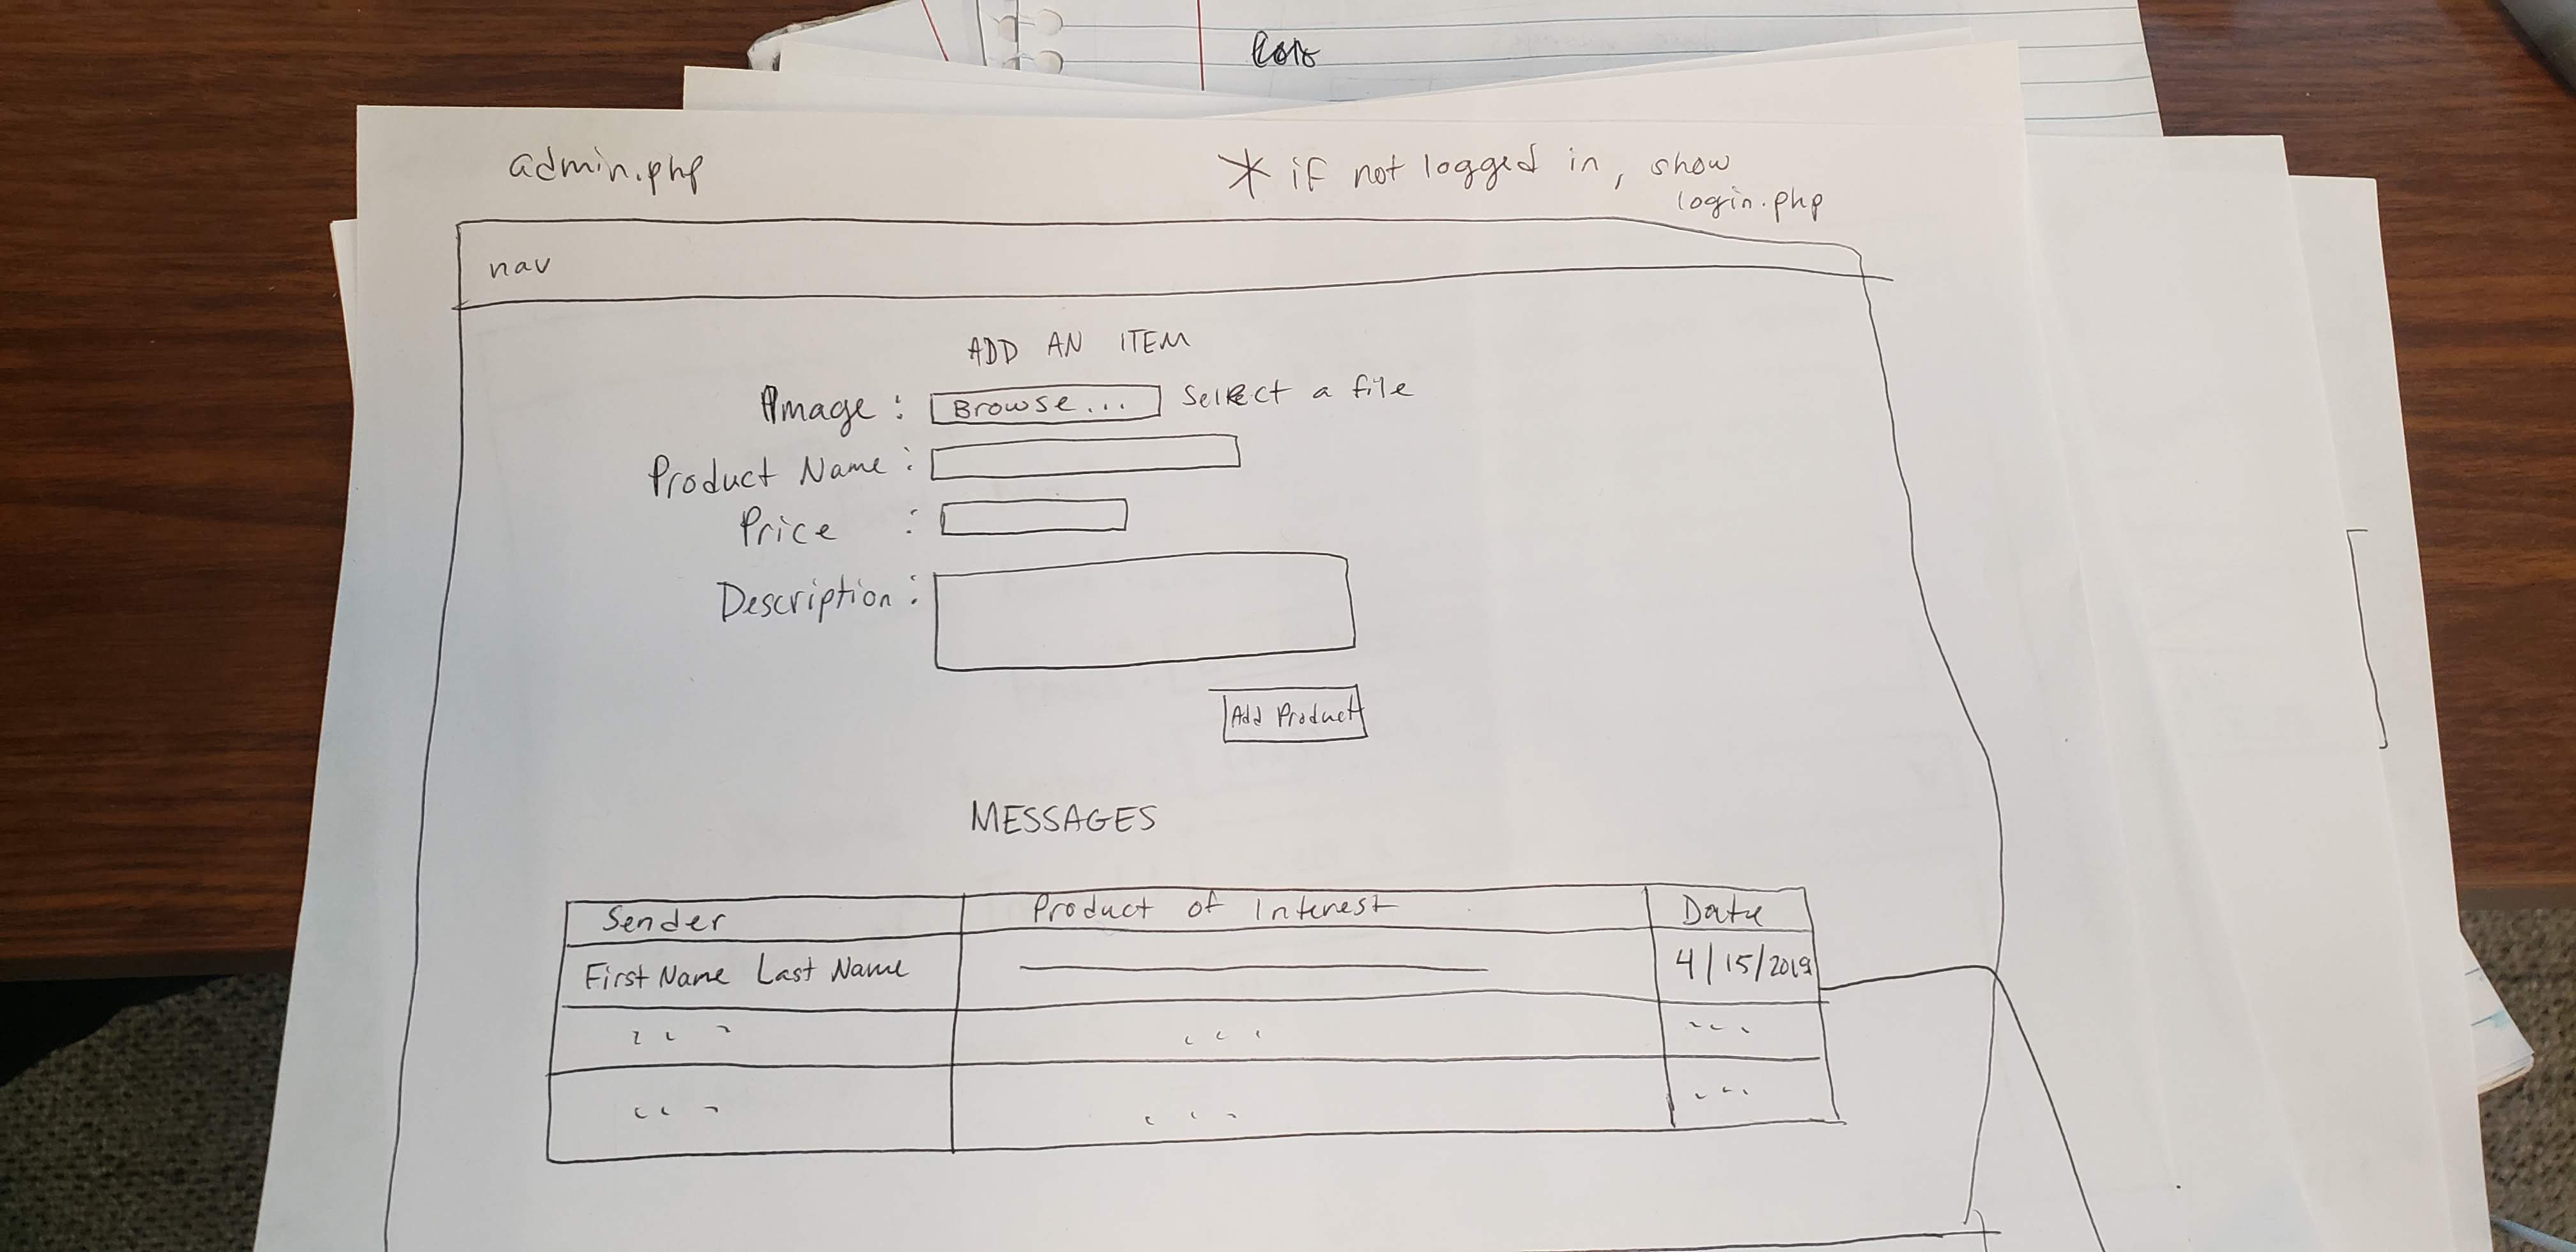 admin.php
* if not logged in, show
login.php
nav
ADD AN ITEM
Image: Browse... Select a file
Product Name:
Price :
Description:
Add Product
MESSAGES
Sender Product of Interest Date
First Name Last Name 4/15/2019
... ... ...
... ... ...